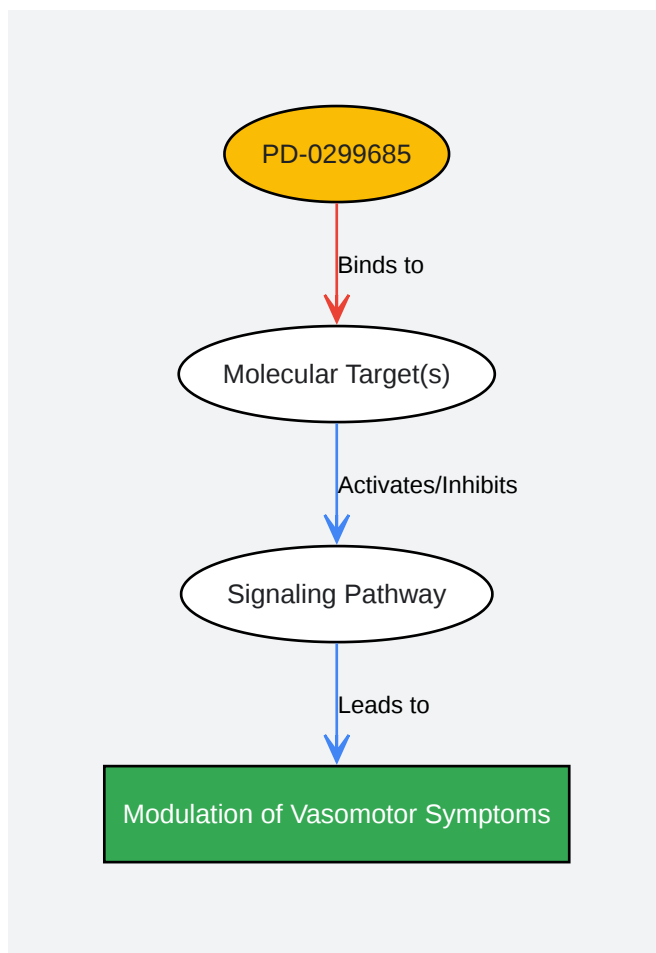 PD-0299685
Binds to
Molecular Target(s)
Activates/Inhibits
Signaling Pathway
Leads to
Modulation of Vasomotor Symptoms